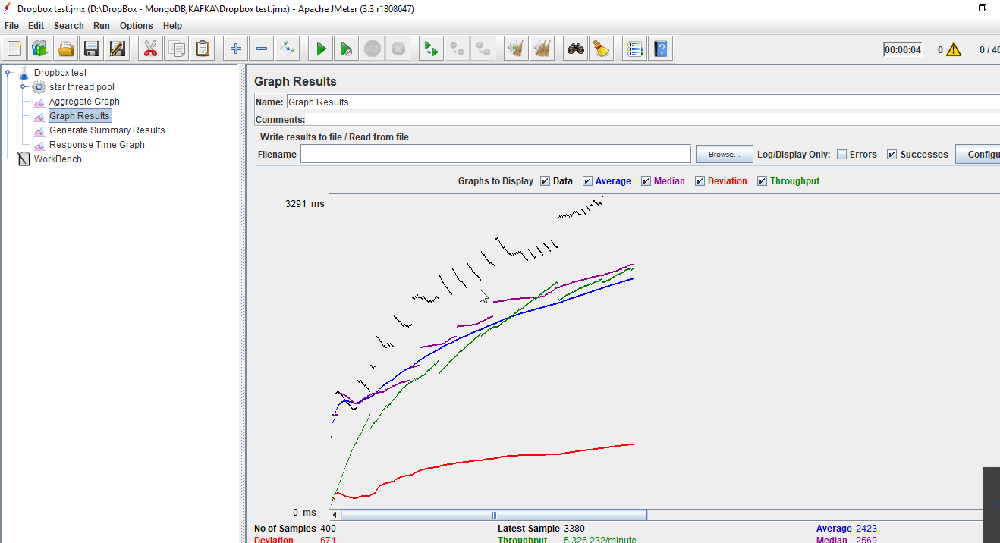 Dropbox test.jmx (D:\DropBox - MongoDB,KAFKA\Dropbox test.jmx) - Apache JMeter (3.3 r1808647)
File Edit Search Run Options Help
STOP
00:00:04 0 0 / 40
Dropbox test
star thread pool
Aggregate Graph
Graph Results
Generate Summary Results
Response Time Graph
WorkBench
Graph Results
Name: Graph Results
Comments:
Write results to file / Read from file
Filename Browse... Log/Display Only: Errors Successes Configu
Graphs to Display Data Average Median Deviation Throughput
3291 ms
0 ms
No of Samples 400 Latest Sample 3380 Average 2423
Deviation 671 Throughput 5,326.232/minute Median 2569